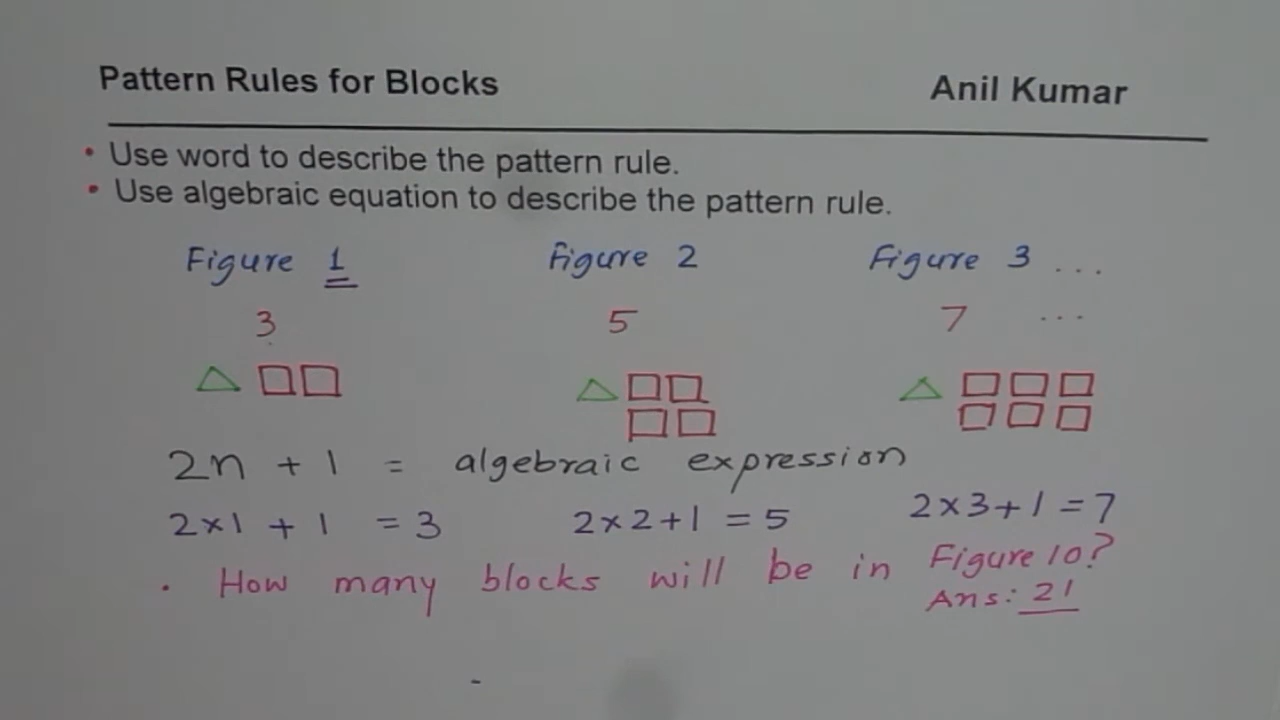 Pattern Rules for Blocks Anil Kumar
• Use word to describe the pattern rule.
• Use algebraic equation to describe the pattern rule.
Figure 1 Figure 2 Figure 3 ...
3 5 7 ...
2n + 1 = algebraic expression
2×1 + 1 = 3 2×2+1 = 5 2×3+1 = 7
. How many blocks will be in Figure 10?
Ans: 21